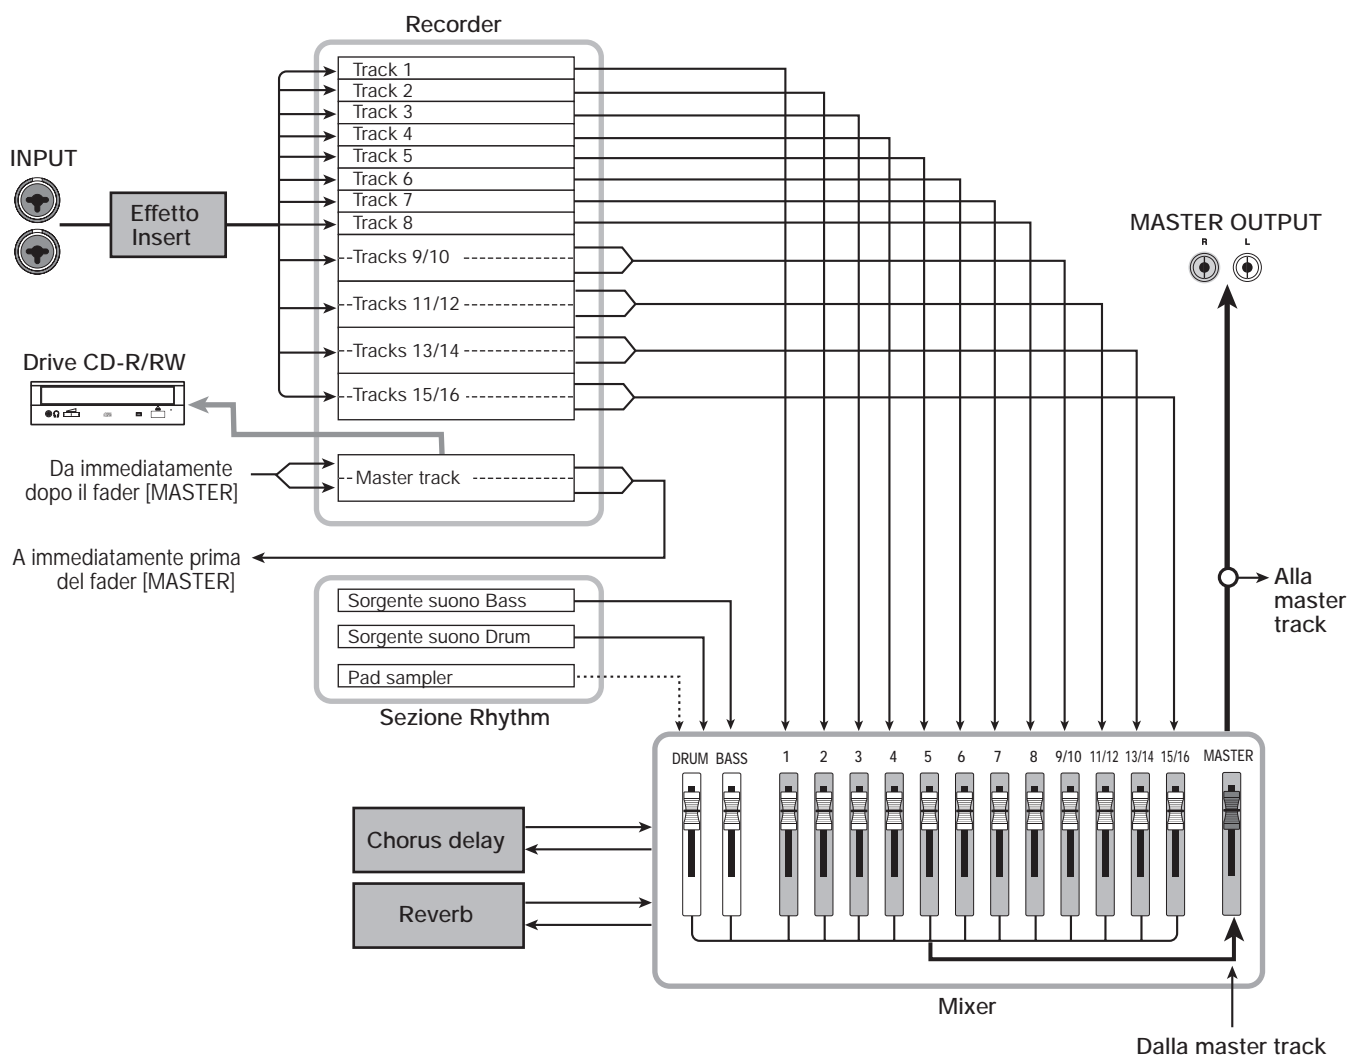 Recorder
Track 1
Track 2
Track 3
Track 4
Track 5
Track 6
Track 7
Track 8
Tracks 9/10
Tracks 11/12
Tracks 13/14
Tracks 15/16
INPUT
Effetto
Insert
MASTER OUTPUT
R L
Drive CD-R/RW
Da immediatamente
dopo il fader [MASTER]
Master track
A immediatamente prima
del fader [MASTER]
Alla
master
track
Sorgente suono Bass
Sorgente suono Drum
Pad sampler
Sezione Rhythm
DRUM BASS 1 2 3 4 5 6 7 8 9/10 11/12 13/14 15/16 MASTER
Chorus delay
Reverb
Mixer
Dalla master track